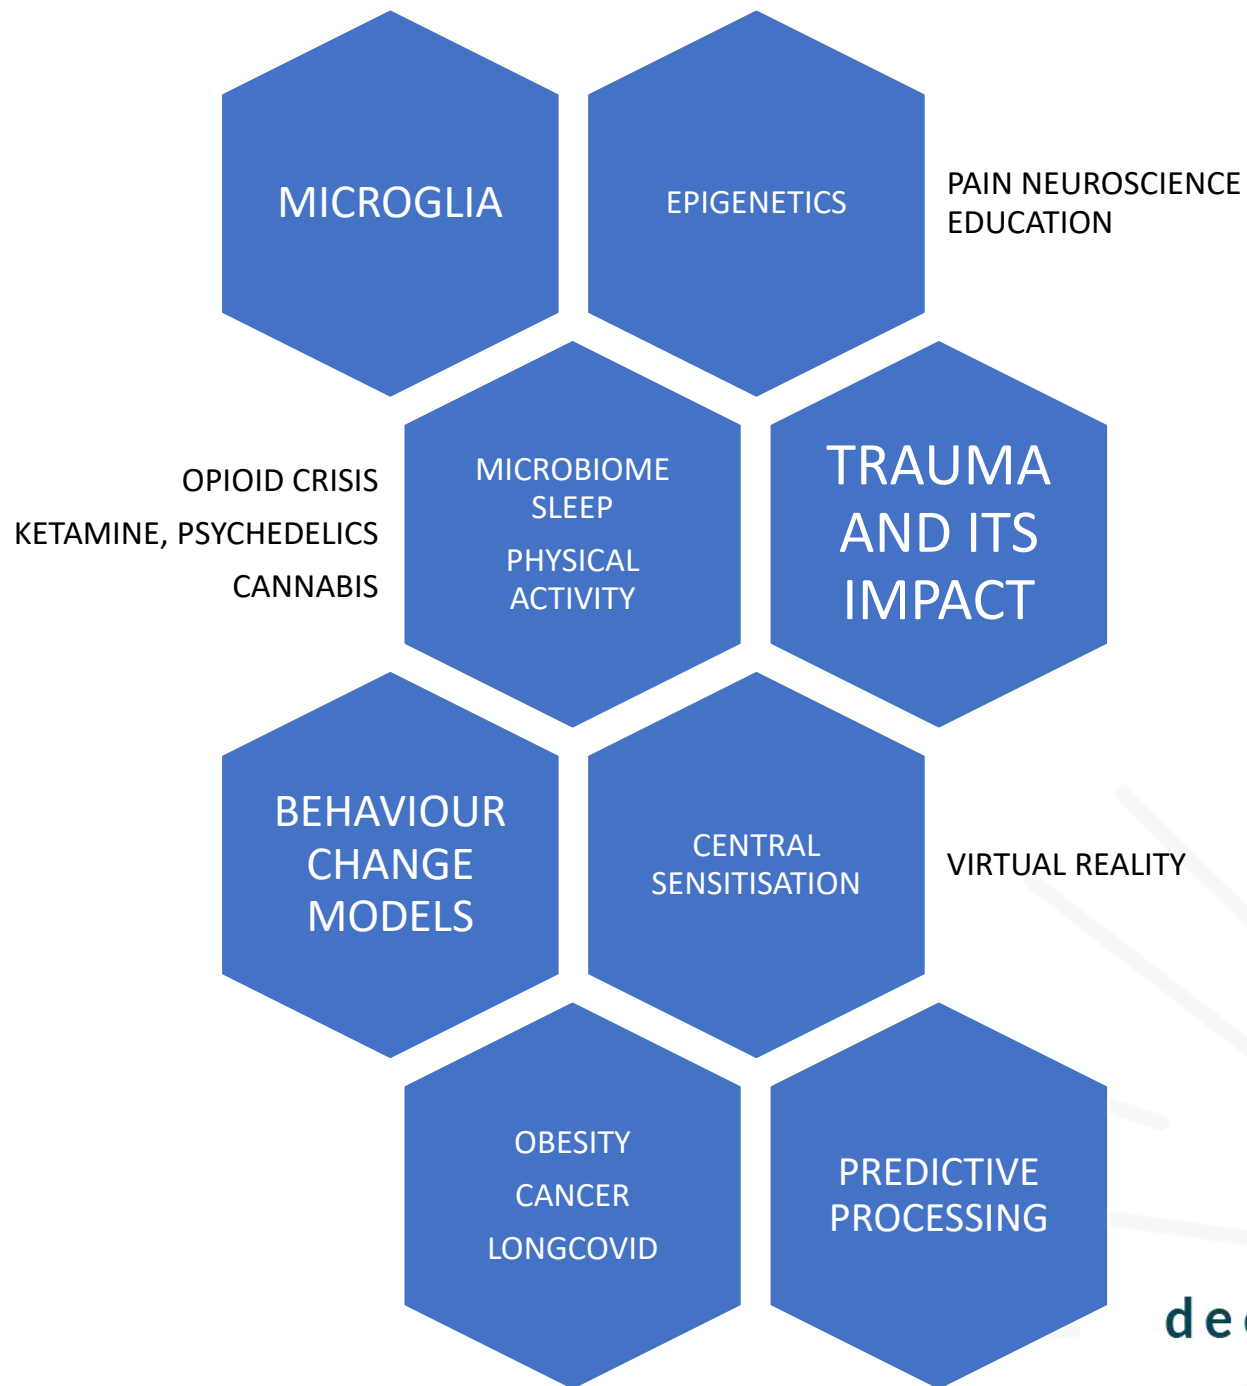 MICROGLIA
EPIGENETICS
PAIN NEUROSCIENCE
EDUCATION
OPIOID CRISIS
KETAMINE, PSYCHEDELICS
CANNABIS
MICROBIOME
SLEEP
PHYSICAL
ACTIVITY
TRAUMA
AND ITS
IMPACT
BEHAVIOUR
CHANGE
MODELS
CENTRAL
SENSITISATION
VIRTUAL REALITY
OBESITY
CANCER
LONGCOVID
PREDICTIVE
PROCESSING